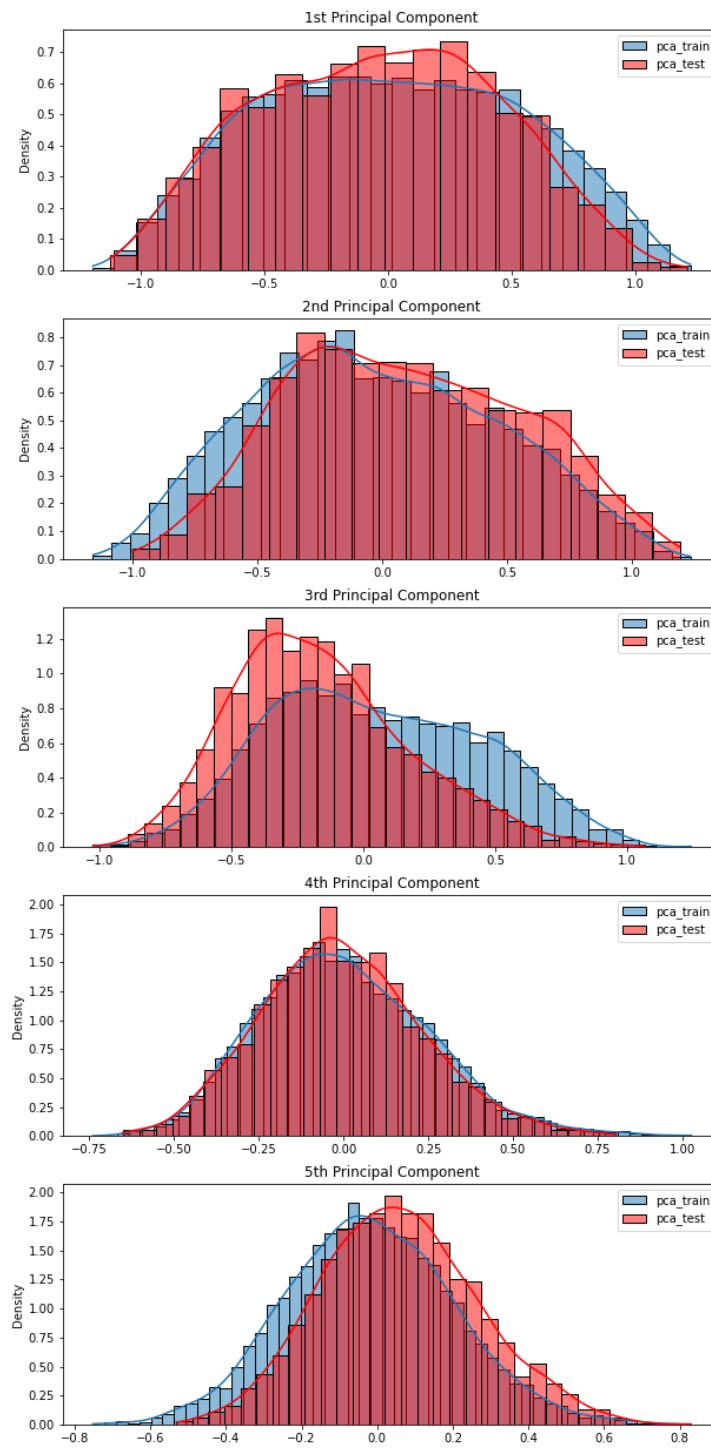 1st Principal Component
pca_train
pca_test
Density
0.7
0.6
0.5
0.4
0.3
0.2
0.1
0.0
−1.0 −0.5 0.0 0.5 1.0
2nd Principal Component
pca_train
pca_test
Density
0.8
0.7
0.6
0.5
0.4
0.3
0.2
0.1
0.0
−1.0 −0.5 0.0 0.5 1.0
3rd Principal Component
pca_train
pca_test
Density
1.2
1.0
0.8
0.6
0.4
0.2
0.0
−1.0 −0.5 0.0 0.5 1.0
4th Principal Component
pca_train
pca_test
Density
2.00
1.75
1.50
1.25
1.00
0.75
0.50
0.25
0.00
−0.75 −0.50 −0.25 0.00 0.25 0.50 0.75 1.00
5th Principal Component
pca_train
pca_test
Density
2.00
1.75
1.50
1.25
1.00
0.75
0.50
0.25
0.00
−0.8 −0.6 −0.4 −0.2 0.0 0.2 0.4 0.6 0.8